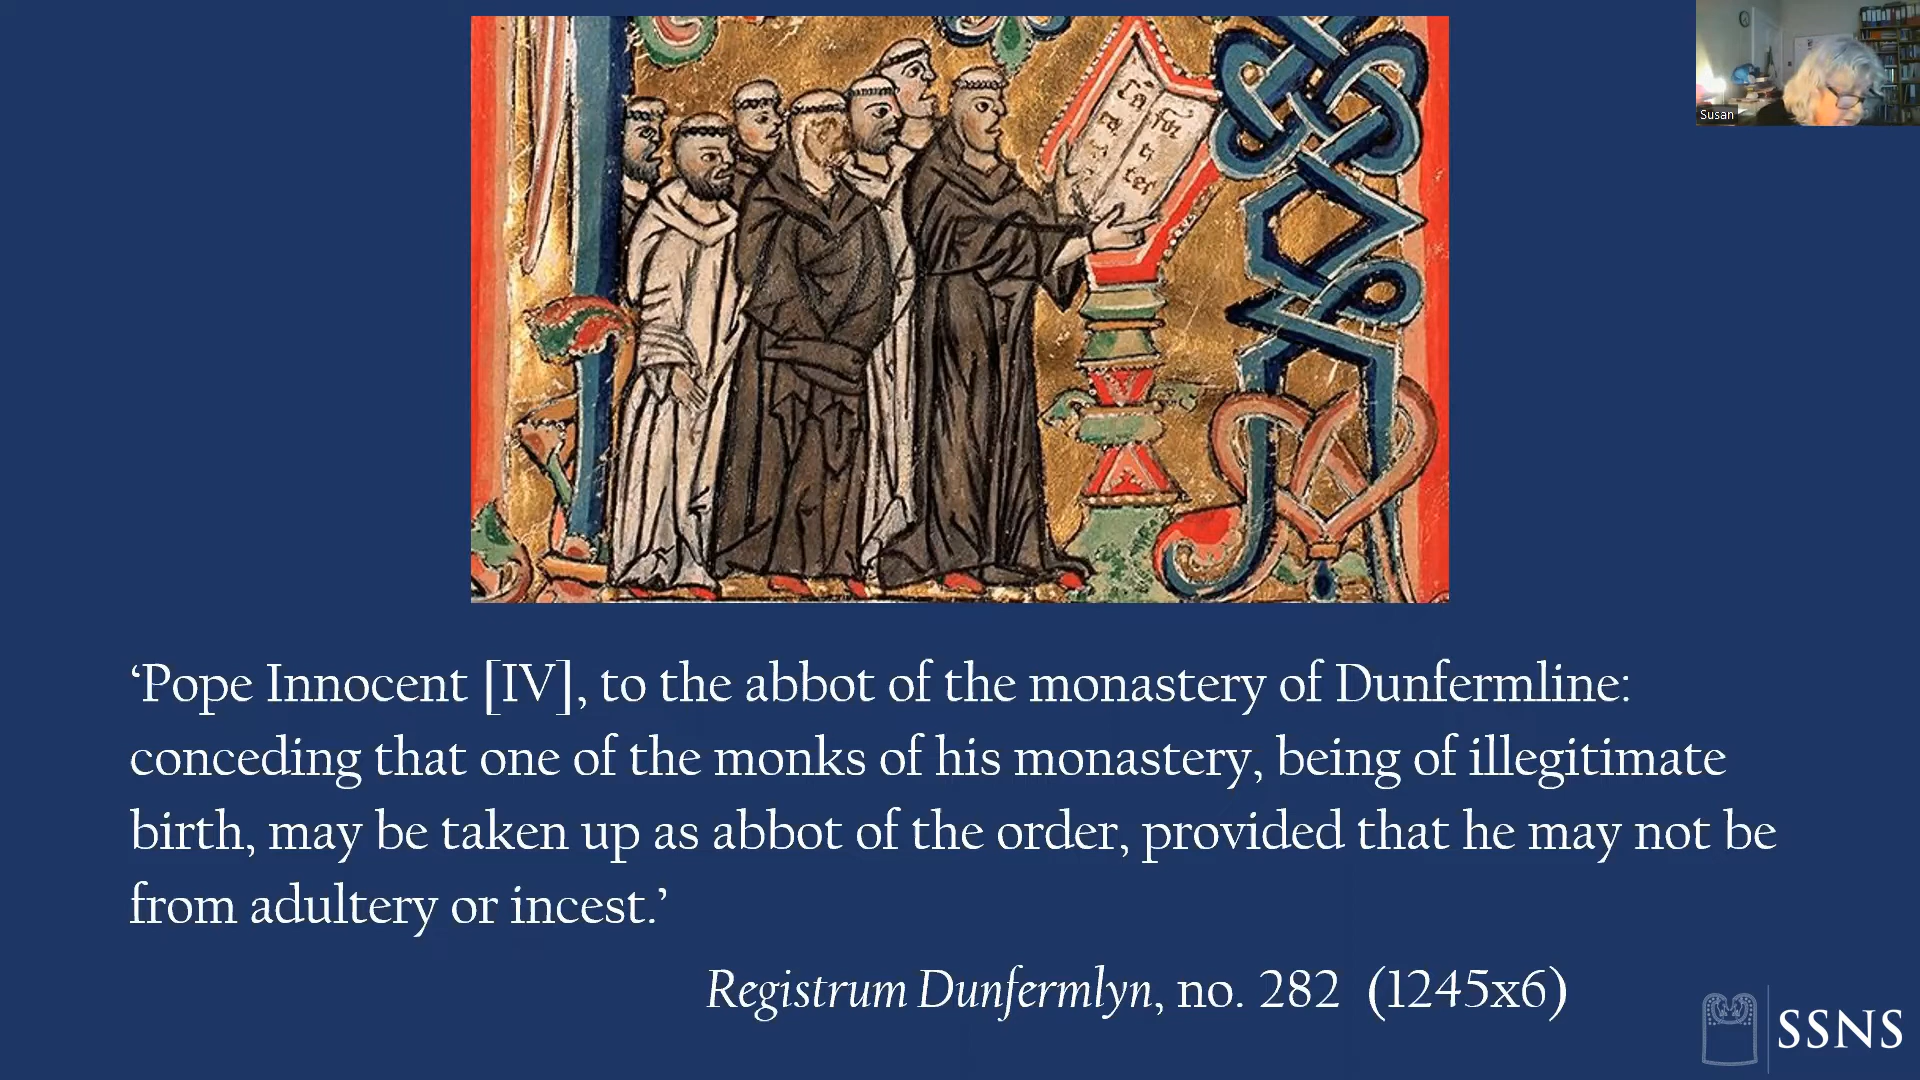 Susan
‘Pope Innocent [IV], to the abbot of the monastery of Dunfermline:
conceding that one of the monks of his monastery, being of illegitimate
birth, may be taken up as abbot of the order, provided that he may not be
from adultery or incest.’
Registrum Dunfermlyn, no. 282 (1245x6)
SSNS